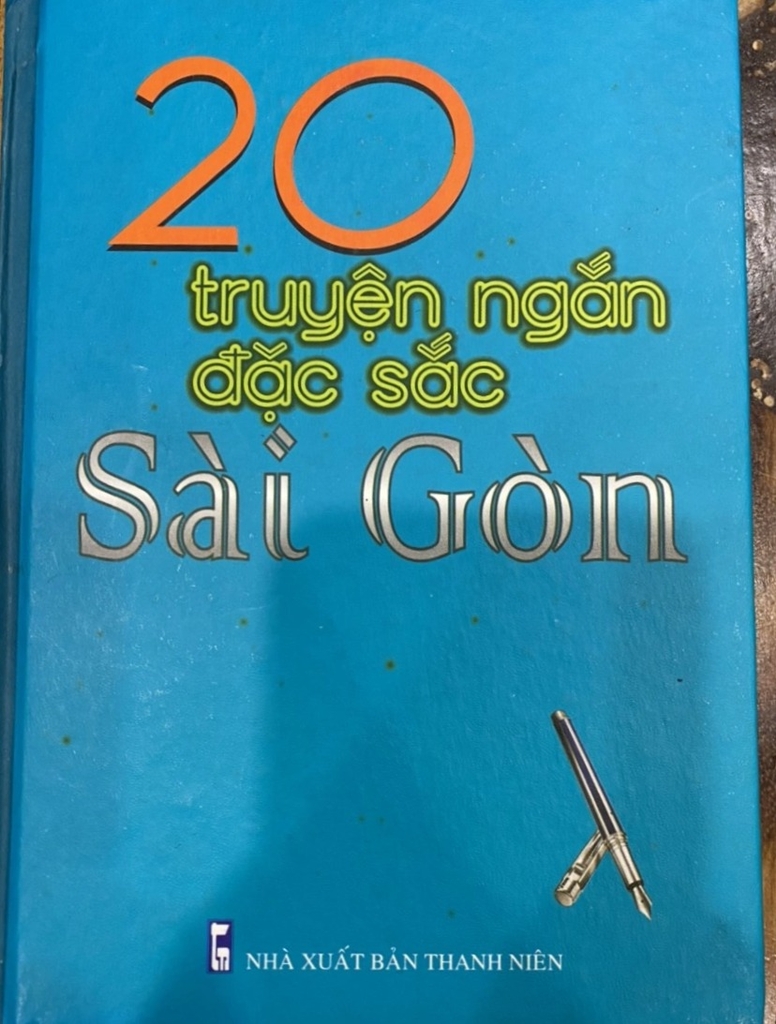 20
truyện ngắn
đặc sắc
Sài Gòn
NHÀ XUẤT BẢN THANH NIÊN